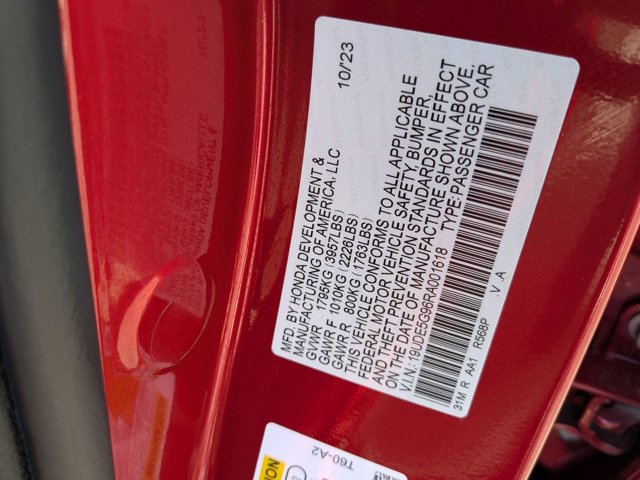 MFD. BY HONDA DEVELOPMENT &
MANUFACTURING OF AMERICA, LLC 10/23
GVWR 1795KG (3957LBS)
GAWR F 1010KG (2226LBS)
GAWR R 800KG (1763LBS)
THIS VEHICLE CONFORMS TO ALL APPLICABLE
FEDERAL MOTOR VEHICLE SAFETY, BUMPER,
AND THEFT PREVENTION STANDARDS IN EFFECT
ON THE DATE OF MANUFACTURE SHOWN ABOVE.
V.I.N.: 19UDE5G96RA001618 TYPE:PASSENGER CAR
31M R AA1 R568P .V .A
T60-A2